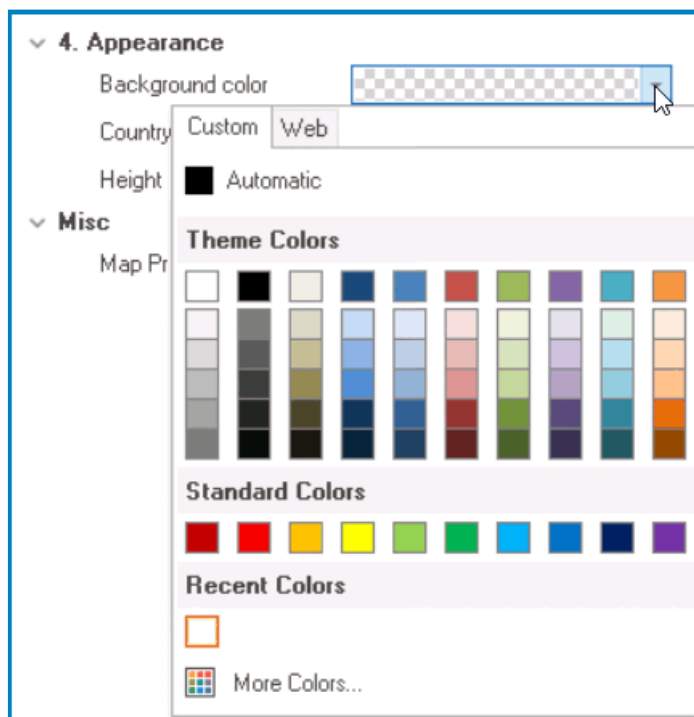 4. Appearance
Background color
Custom Web
Country
Automatic
Height
Misc
Theme Colors
Map Pr
Standard Colors
Recent Colors
More Colors...